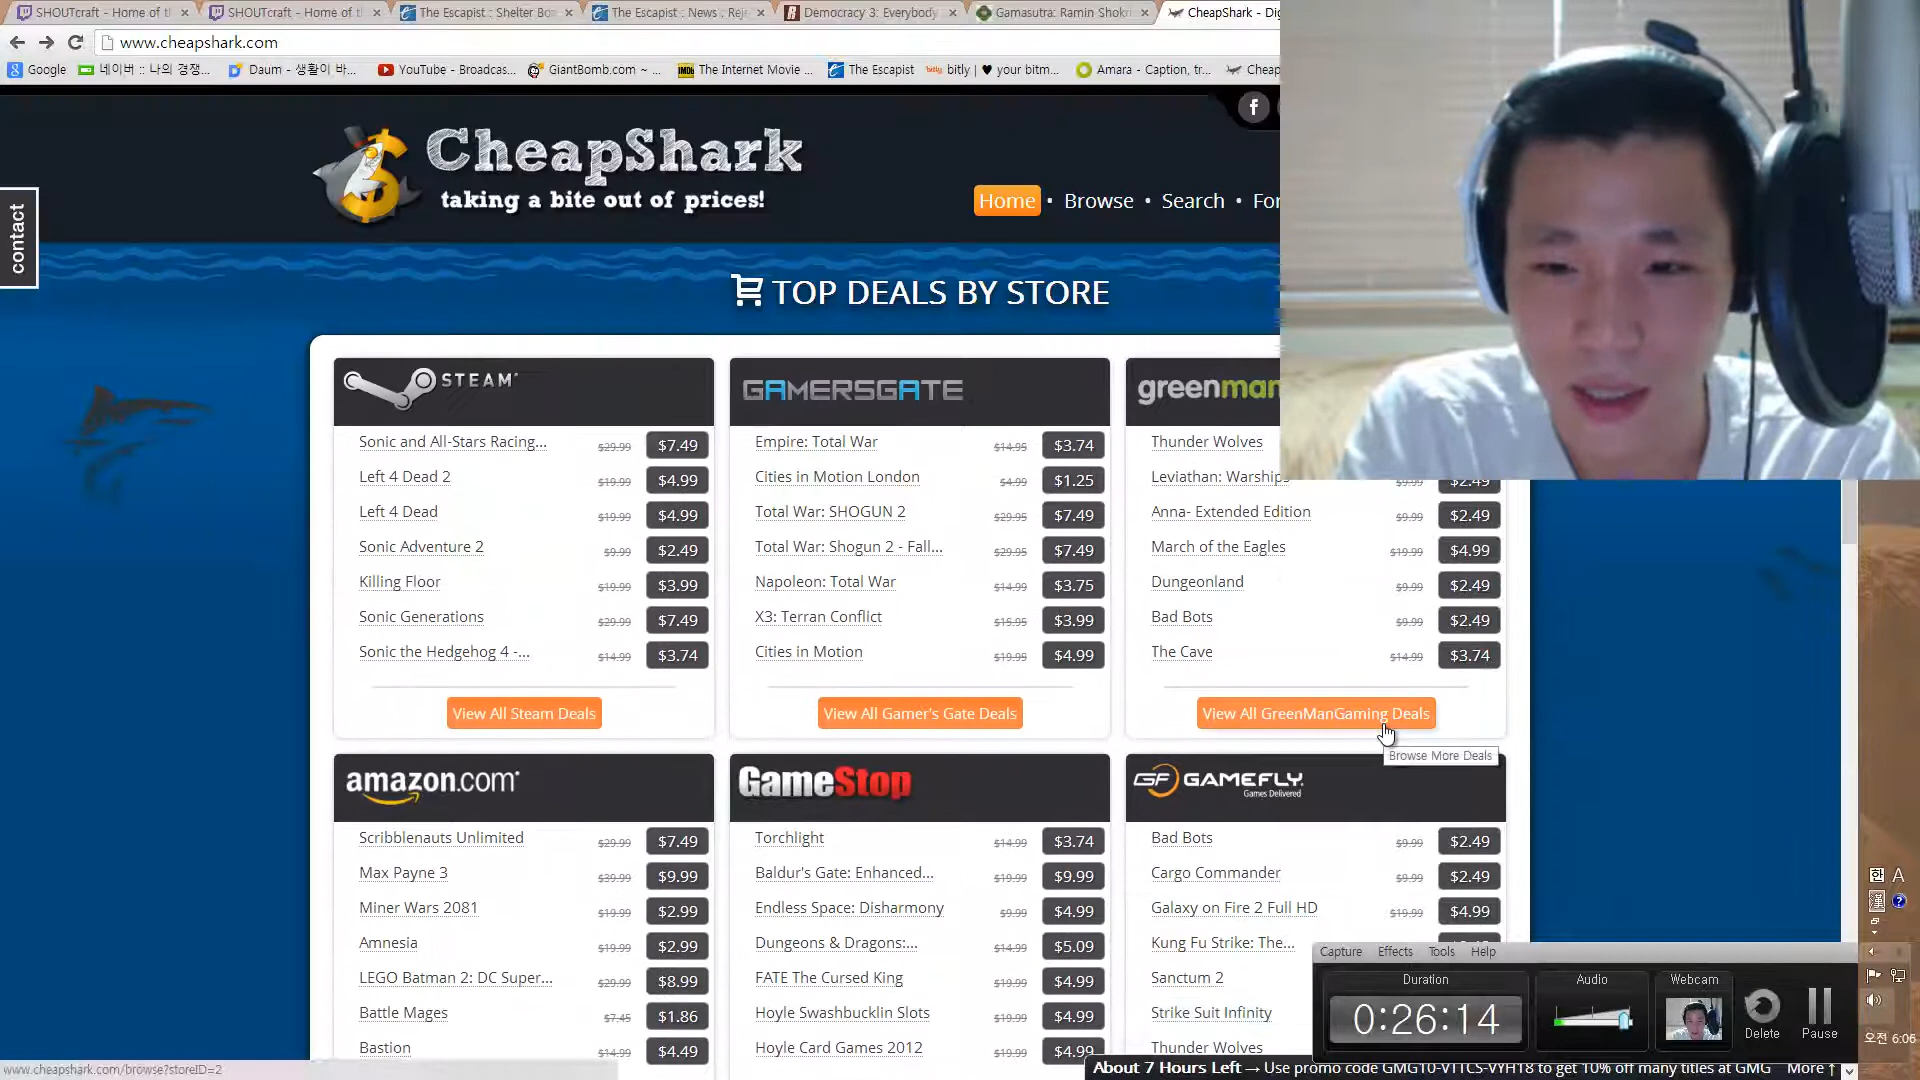 SHOUTcraft - Home of t
SHOUTcraft - Home of t
The Escapist : Shelter Bo
The Escapist : News : Rej
Democracy 3: Everybody
Gamasutra: Ramin Shok
CheapShark - Dig
www.cheapshark.com
Google
네이버 :: 나의 경쟁...
Daum - 생활이 바...
YouTube - Broadcas...
GiantBomb.com ~ ...
The Internet Movie ...
The Escapist
bitly | ♥ your bitm...
Amara - Caption, tr...
Cheap
CheapShark
taking a bite out of prices!
contact
Home • Browse • Search • For
TOP DEALS BY STORE
STEAM
Sonic and All-Stars Racing... $29.99 $7.49
Left 4 Dead 2 $19.99 $4.99
Left 4 Dead $19.99 $4.99
Sonic Adventure 2 $9.99 $2.49
Killing Floor $19.99 $3.99
Sonic Generations $29.99 $7.49
Sonic the Hedgehog 4 -... $14.99 $3.74
View All Steam Deals
GAMERSGATE
Empire: Total War $14.95 $3.74
Cities in Motion London $4.99 $1.25
Total War: SHOGUN 2 $29.95 $7.49
Total War: Shogun 2 - Fall... $29.95 $7.49
Napoleon: Total War $14.99 $3.75
X3: Terran Conflict $15.95 $3.99
Cities in Motion $19.95 $4.99
View All Gamer's Gate Deals
greenman
Thunder Wolves
Leviathan: Warships $9.99 $2.49
Anna- Extended Edition $9.99 $2.49
March of the Eagles $19.99 $4.99
Dungeonland $9.99 $2.49
Bad Bots $9.99 $2.49
The Cave $14.99 $3.74
View All GreenManGaming Deals
Browse More Deals
amazon.com
Scribblenauts Unlimited $29.99 $7.49
Max Payne 3 $39.99 $9.99
Miner Wars 2081 $19.99 $2.99
Amnesia $19.99 $2.99
LEGO Batman 2: DC Super... $29.99 $8.99
Battle Mages $7.45 $1.86
Bastion $14.99 $4.49
GameStop
Torchlight $14.99 $3.74
Baldur's Gate: Enhanced... $19.99 $9.99
Endless Space: Disharmony $9.99 $4.99
Dungeons & Dragons:... $14.99 $5.09
FATE The Cursed King $19.99 $4.99
Hoyle Swashbucklin Slots $19.99 $4.99
Hoyle Card Games 2012 $19.99 $4.99
GF GAMEFLY
Games Delivered
Bad Bots $9.99 $2.49
Cargo Commander $9.99 $2.49
Galaxy on Fire 2 Full HD $19.99 $4.99
Kung Fu Strike: The...
Sanctum 2
Strike Suit Infinity
Thunder Wolves
Capture Effects Tools Help
Duration
0:26:14
Audio
Webcam
Delete
Pause
한 A
漢
오전 6:06
www.cheapshark.com/browse?storeID=2
About 7 Hours Left → Use promo code GMG10-VTTCS-VYH18 to get 10% off many titles at GMG More ↑